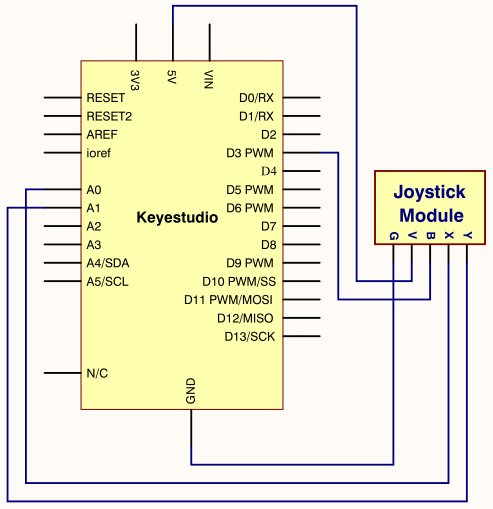 3V3
5V
VIN
RESET
RESET2
AREF
ioref
A0
A1
A2
A3
A4/SDA
A5/SCL
N/C
Keyestudio
D0/RX
D1/RX
D2
D3 PWM
D4
D5 PWM
D6 PWM
D7
D8
D9 PWM
D10 PWM/SS
D11 PWM/MOSI
D12/MISO
D13/SCK
GND
Joystick
Module
G
V
B
X
Y